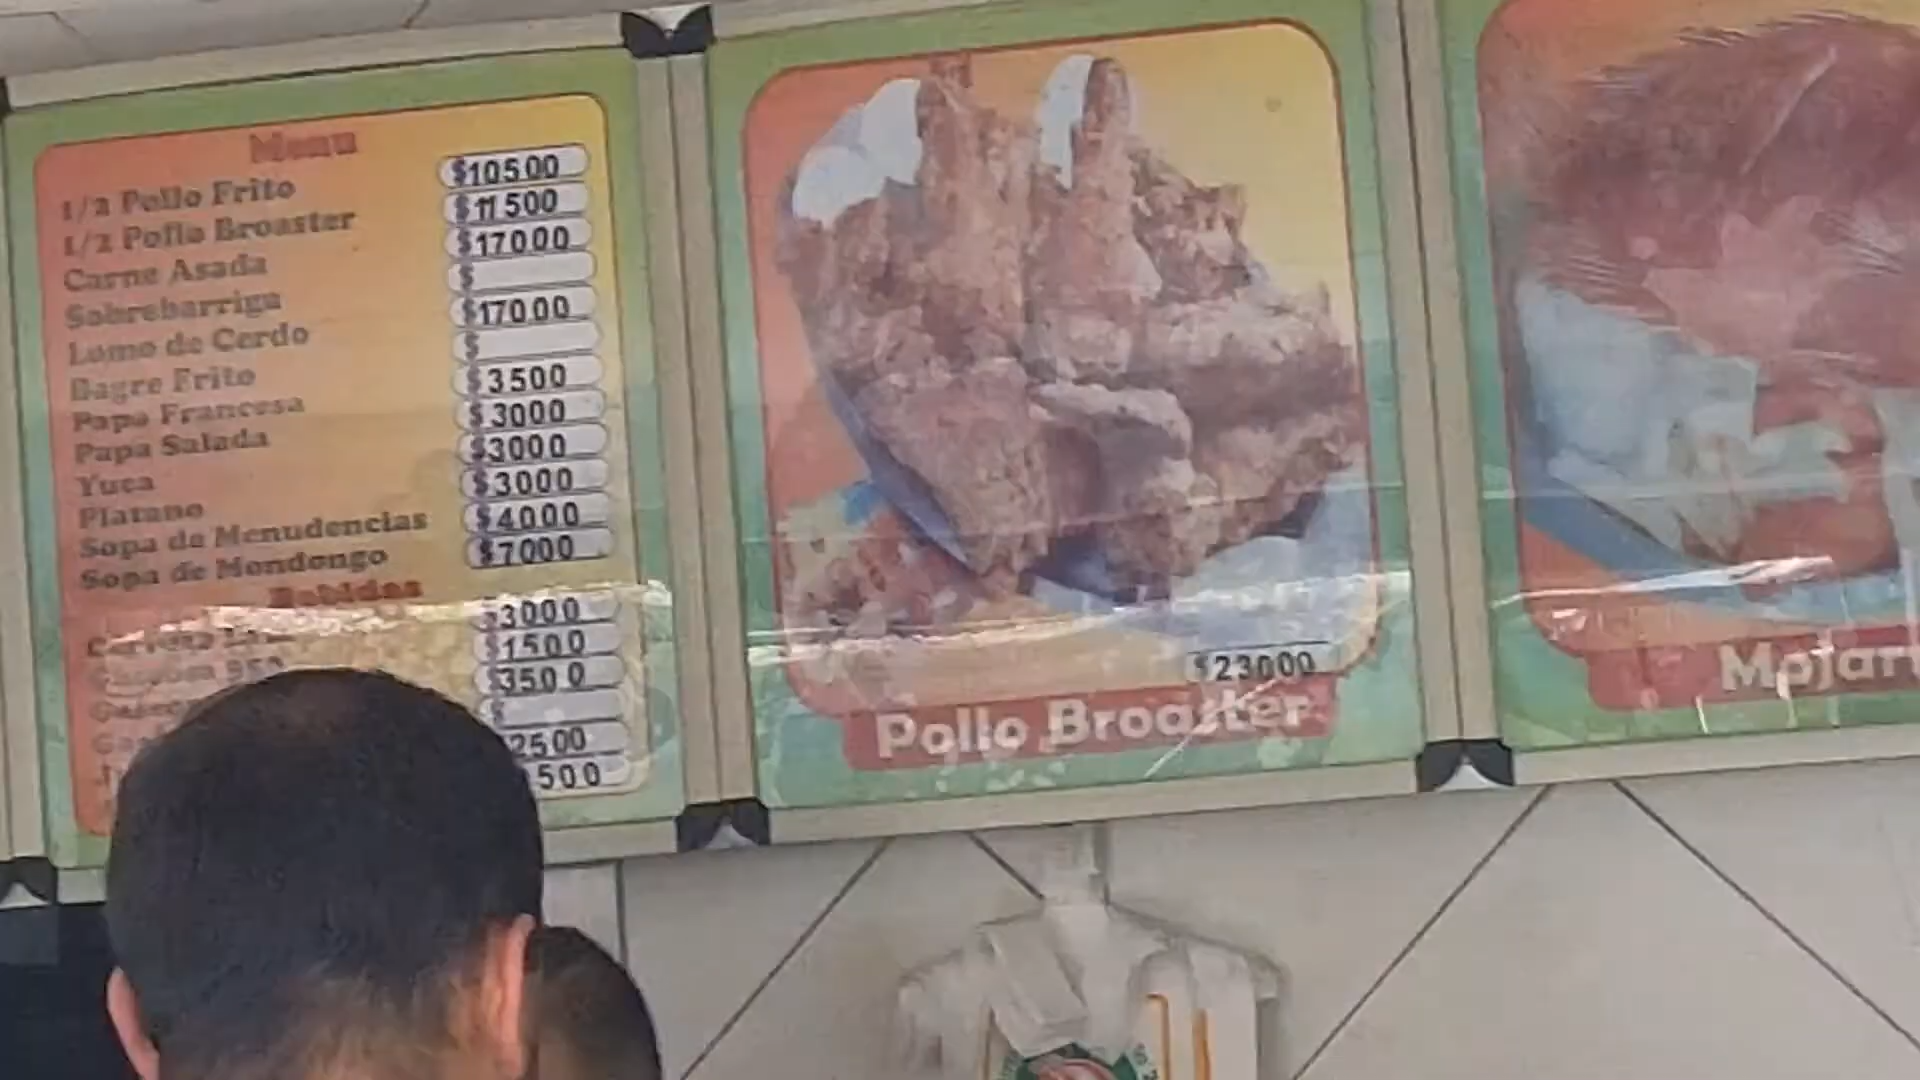 Menu
1/2 Pollo Frito $10500
1/2 Pollo Broaster $11500
Carne Asada $17000
Sobrebarriga $
Lomo de Cerdo $17000
Bagre Frito $
Papa Francesa $3500
Papa Salada $3000
Yuca $3000
Platano $3000
Sopa de Menudencias $4000
Sopa de Mondongo $7000
Bebidas
$3000
$1500
$3500
$
2500
500
$23000
Pollo Broaster
Mojarr